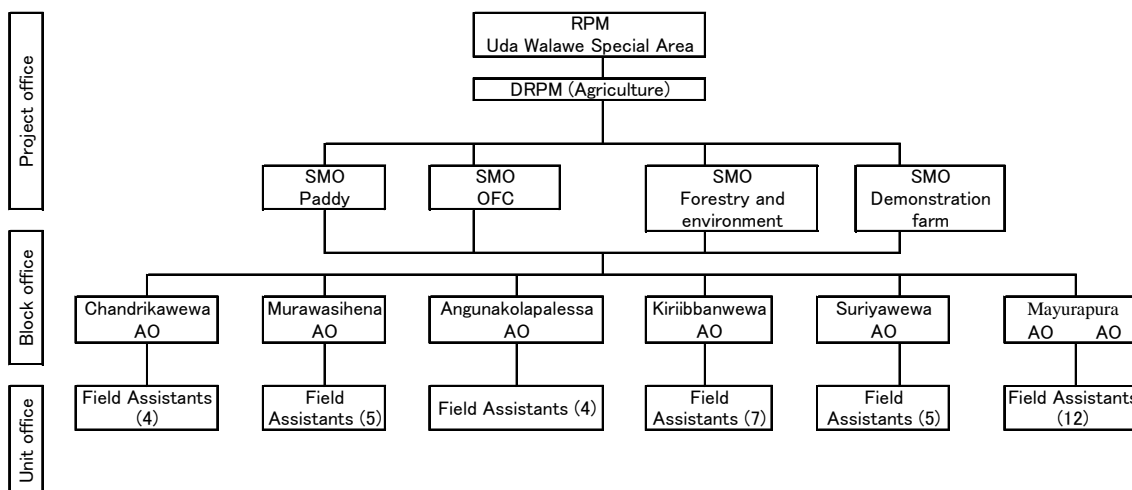 Project office
RPM
Uda Walawe Special Area
DRPM (Agriculture)
SMO
Paddy
SMO
OFC
SMO
Forestry and
environment
SMO
Demonstration
farm
Block office
Chandrikawewa
AO
Murawasihena
AO
Angunakolapalessa
AO
Kiriibbanwewa
AO
Suriyawewa
AO
Mayurapura
AO AO
Unit office
Field Assistants
(4)
Field
Assistants (5)
Field Assistants (4)
Field
Assistants (7)
Field
Assistants (5)
Field Assistants
(12)